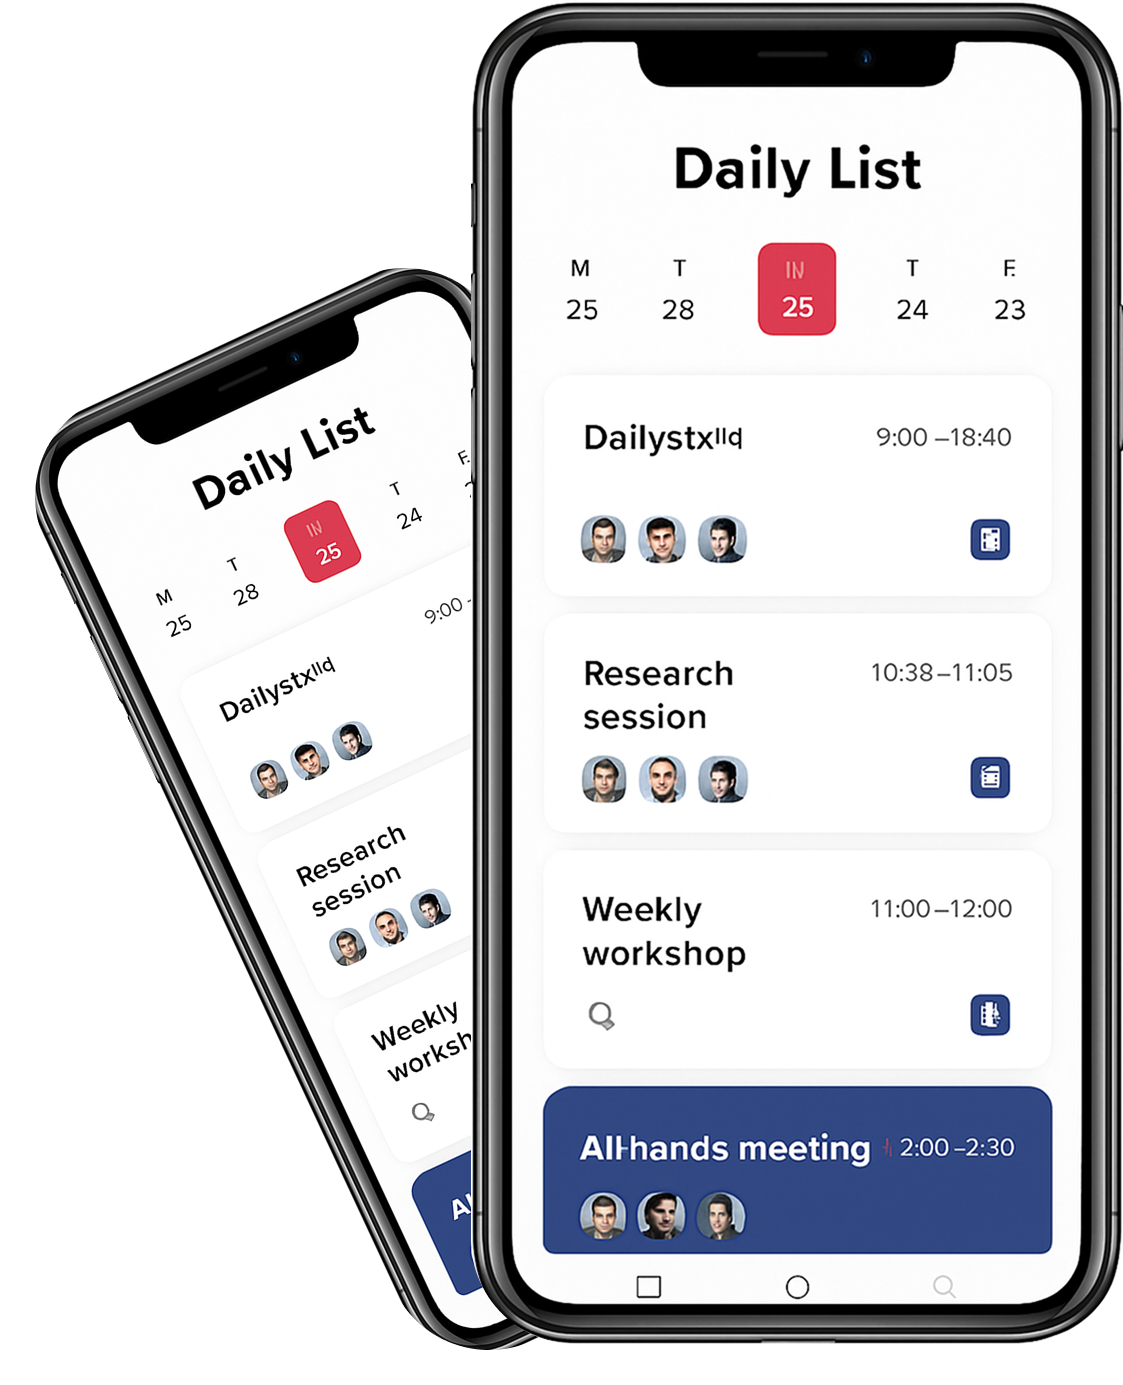 Daily List
M T IN T F.
25 28 25 24 23
9:00 –18:40
Research
session
10:38–11:05
Weekly
workshop
11:00–12:00
All-hands meeting 2:00–2:30
Daily List
M T IN T F.
25 28 25 24
9:00 -
Research
session
Weekly
worksh
Al